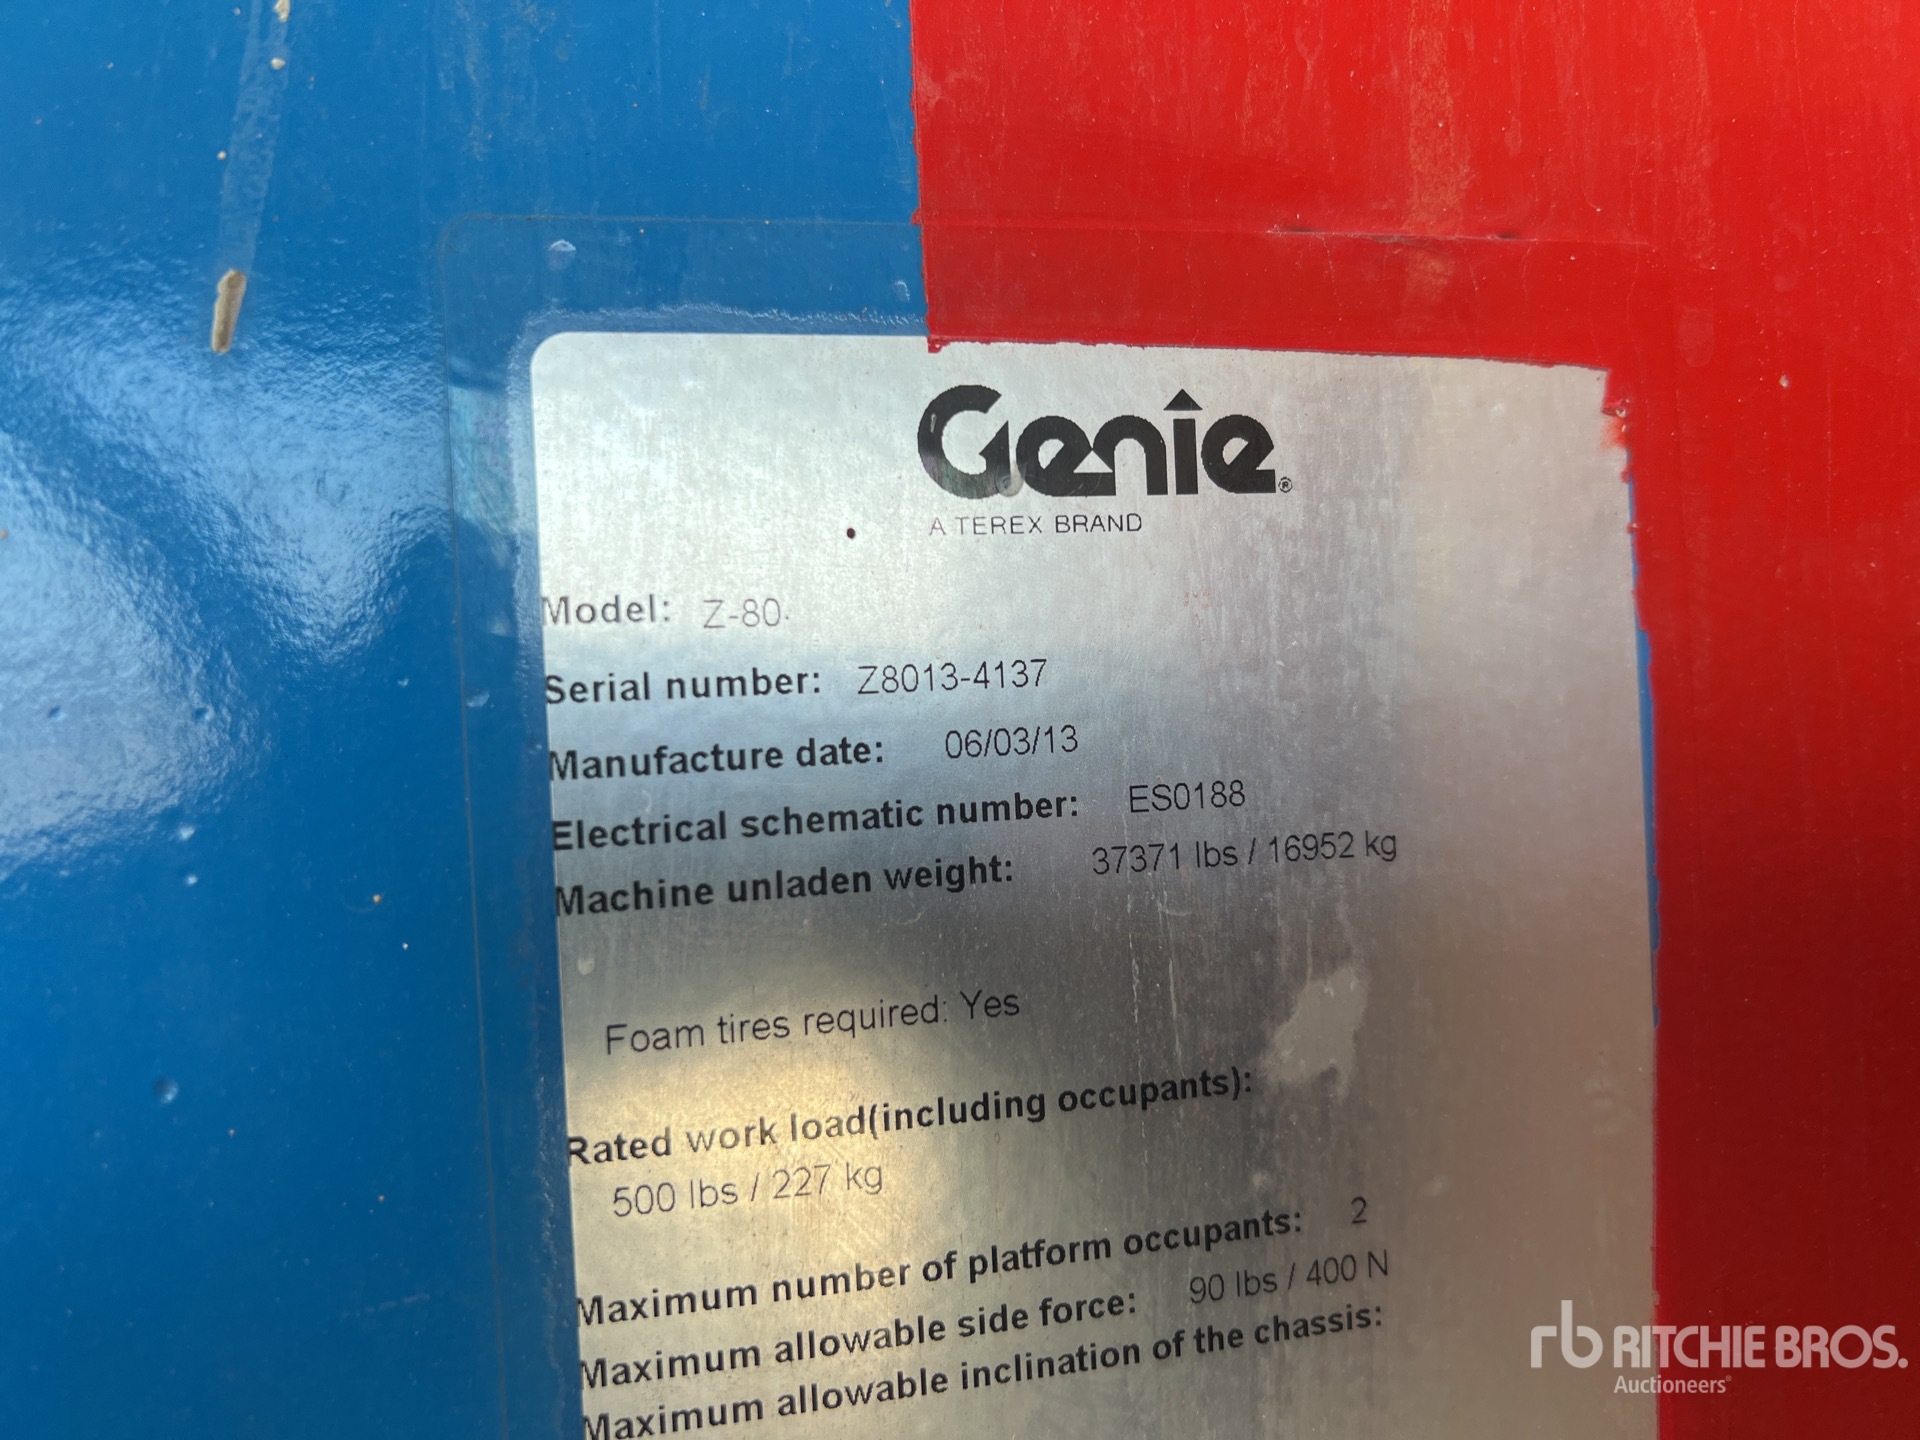 Genie®
A TEREX BRAND
Model: Z-80
Serial number: Z8013-4137
Manufacture date: 06/03/13
Electrical schematic number: ES0188
Machine unladen weight: 37371 lbs / 16952 kg
Foam tires required: Yes
Rated work load(including occupants):
500 lbs / 227 kg
Maximum number of platform occupants: 2
Maximum allowable side force: 90 lbs / 400 N
Maximum allowable inclination of the chassis:
rb RITCHIE BROS.
Auctioneers®